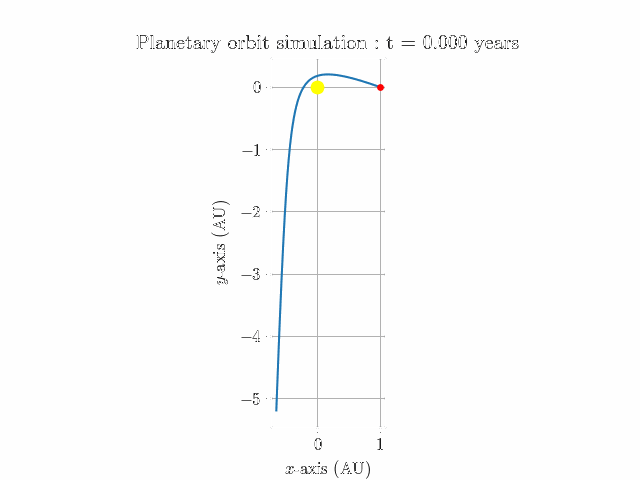 Planetary orbit simulation : t = 0.000 years
0
−1
−2
−3
−4
−5
y-axis (AU)
0 1
x-axis (AU)